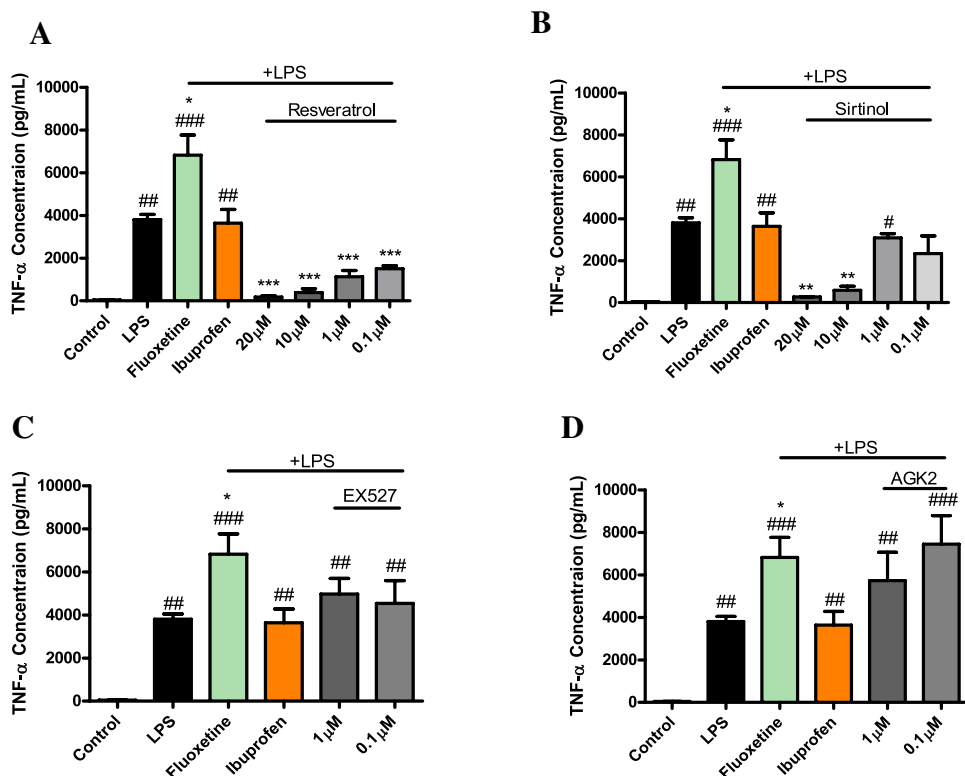 A
+LPS
Resveratrol
TNF-α Concentraion (pg/mL)
10000
8000
6000
4000
2000
0
##
*
###
##
***
***
***
***
Control
LPS
Fluoxetine
Ibuprofen
20μM
10μM
1μM
0.1μM
B
+LPS
Sirtinol
TNF-α Concentraion (pg/mL)
10000
8000
6000
4000
2000
0
##
*
###
##
**
**
#
Control
LPS
Fluoxetine
Ibuprofen
20μM
10μM
1μM
0.1μM
C
+LPS
EX527
TNF-α Concentraion (pg/mL)
10000
8000
6000
4000
2000
0
##
*
###
##
##
##
Control
LPS
Fluoxetine
Ibuprofen
1μM
0.1μM
D
+LPS
AGK2
TNF-α Concentraion (pg/mL)
10000
8000
6000
4000
2000
0
##
*
###
##
##
###
Control
LPS
Fluoxetine
Ibuprofen
1μM
0.1μM